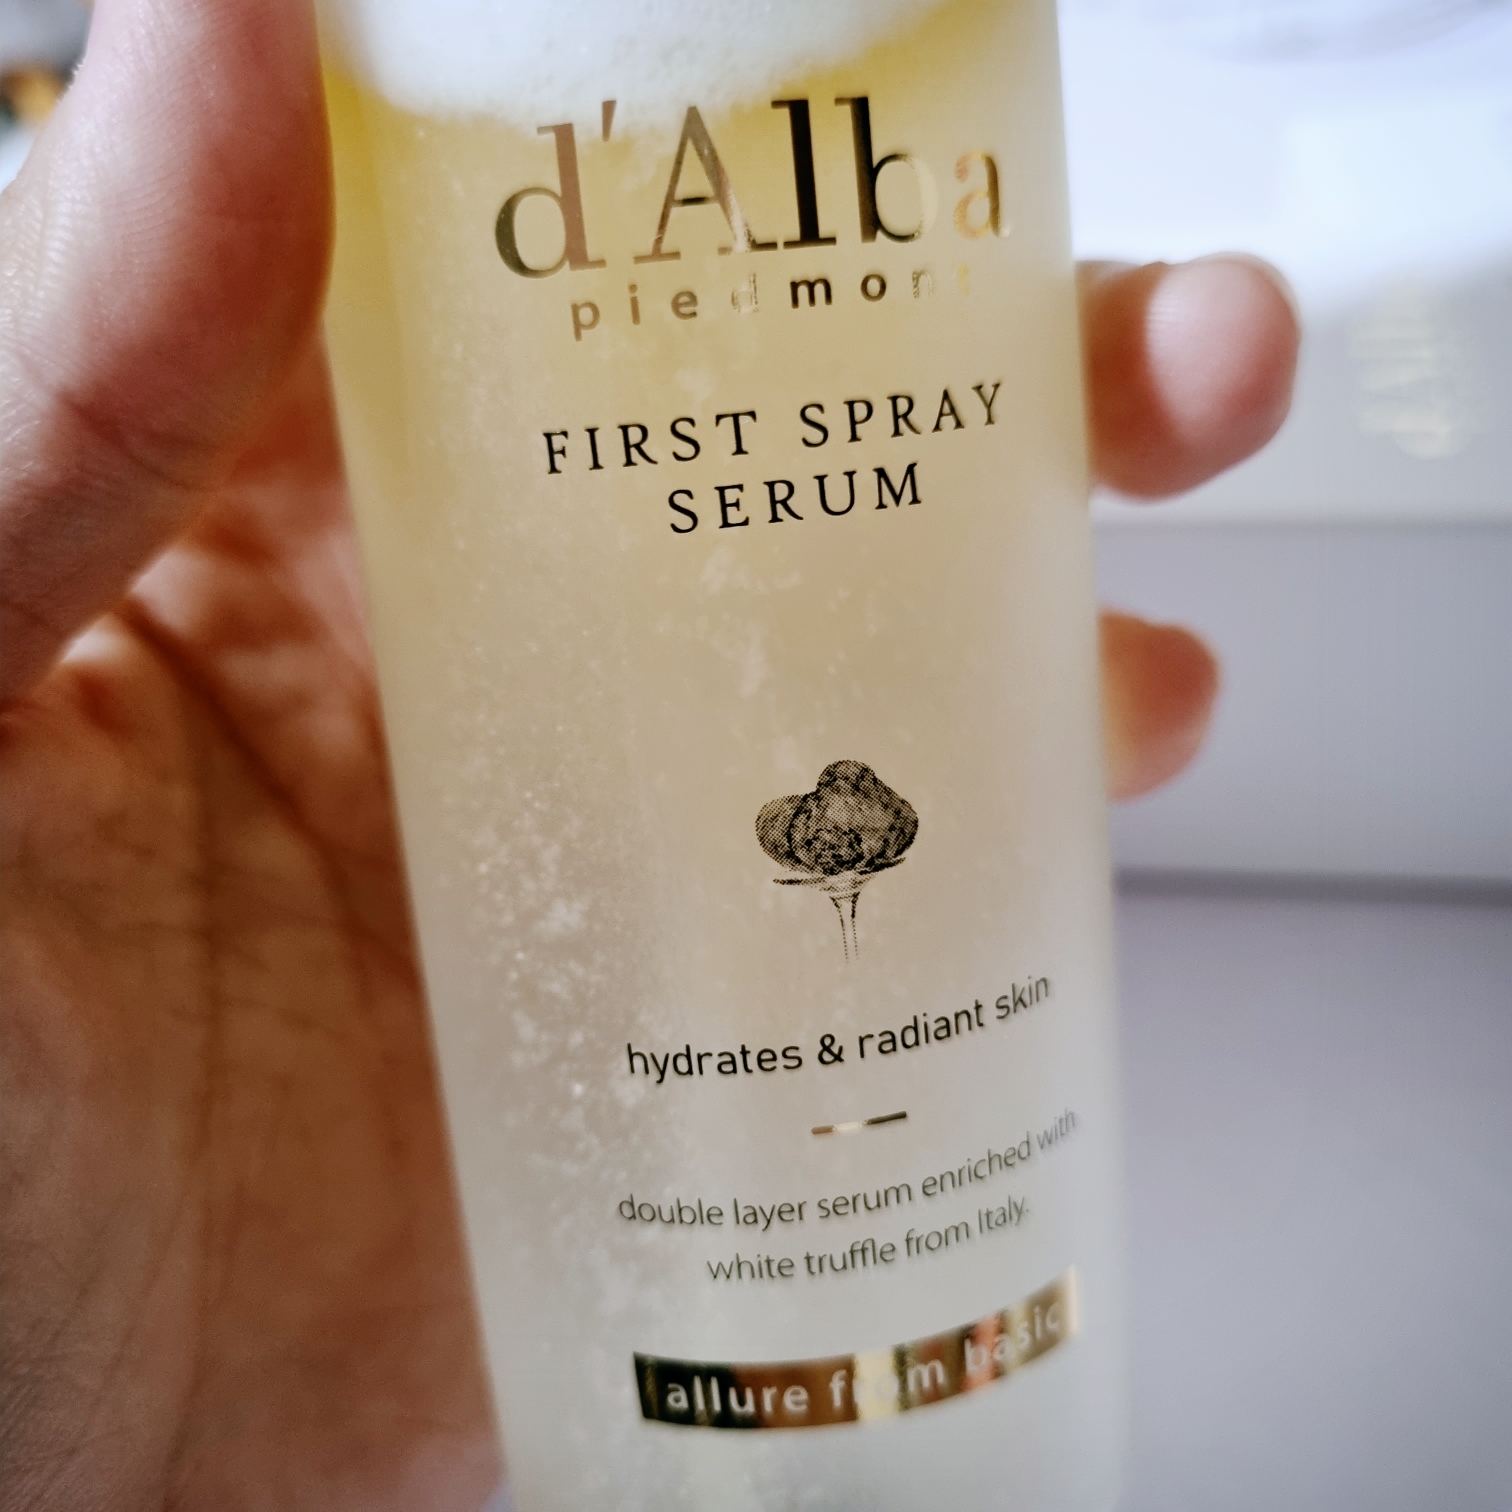 d'Alba
piedmont
FIRST SPRAY
SERUM
hydrates & radiant skin
double layer serum enriched with
white truffle from Italy.
allure from basic